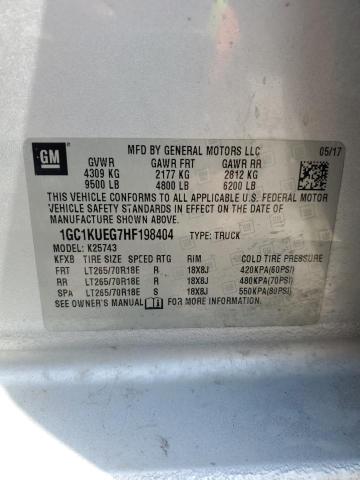 GM
MFD BY GENERAL MOTORS LLC 05/17
GVWR GAWR FRT GAWR RR
4309 KG 2177 KG 2812 KG
9500 LB 4800 LB 6200 LB
THIS VEHICLE CONFORMS TO ALL APPLICABLE U.S. FEDERAL MOTOR
VEHICLE SAFETY STANDARDS IN EFFECT ON THE DATE OF
MANUFACTURE SHOWN ABOVE.
1GC1KUEG7HF198404 TYPE: TRUCK
MODEL: K25743
KFXB TIRE SIZE SPEED RTG RIM COLD TIRE PRESSURE
FRT LT265/70R18E R 18X8J 420KPA(60PSI)
RR LT265/70R18E R 18X8J 480KPA(70PSI)
SPA LT265/70R18E S 18X8J 550KPA(80PSI)
SEE OWNER'S MANUAL FOR ADDITIONAL INFORMATION